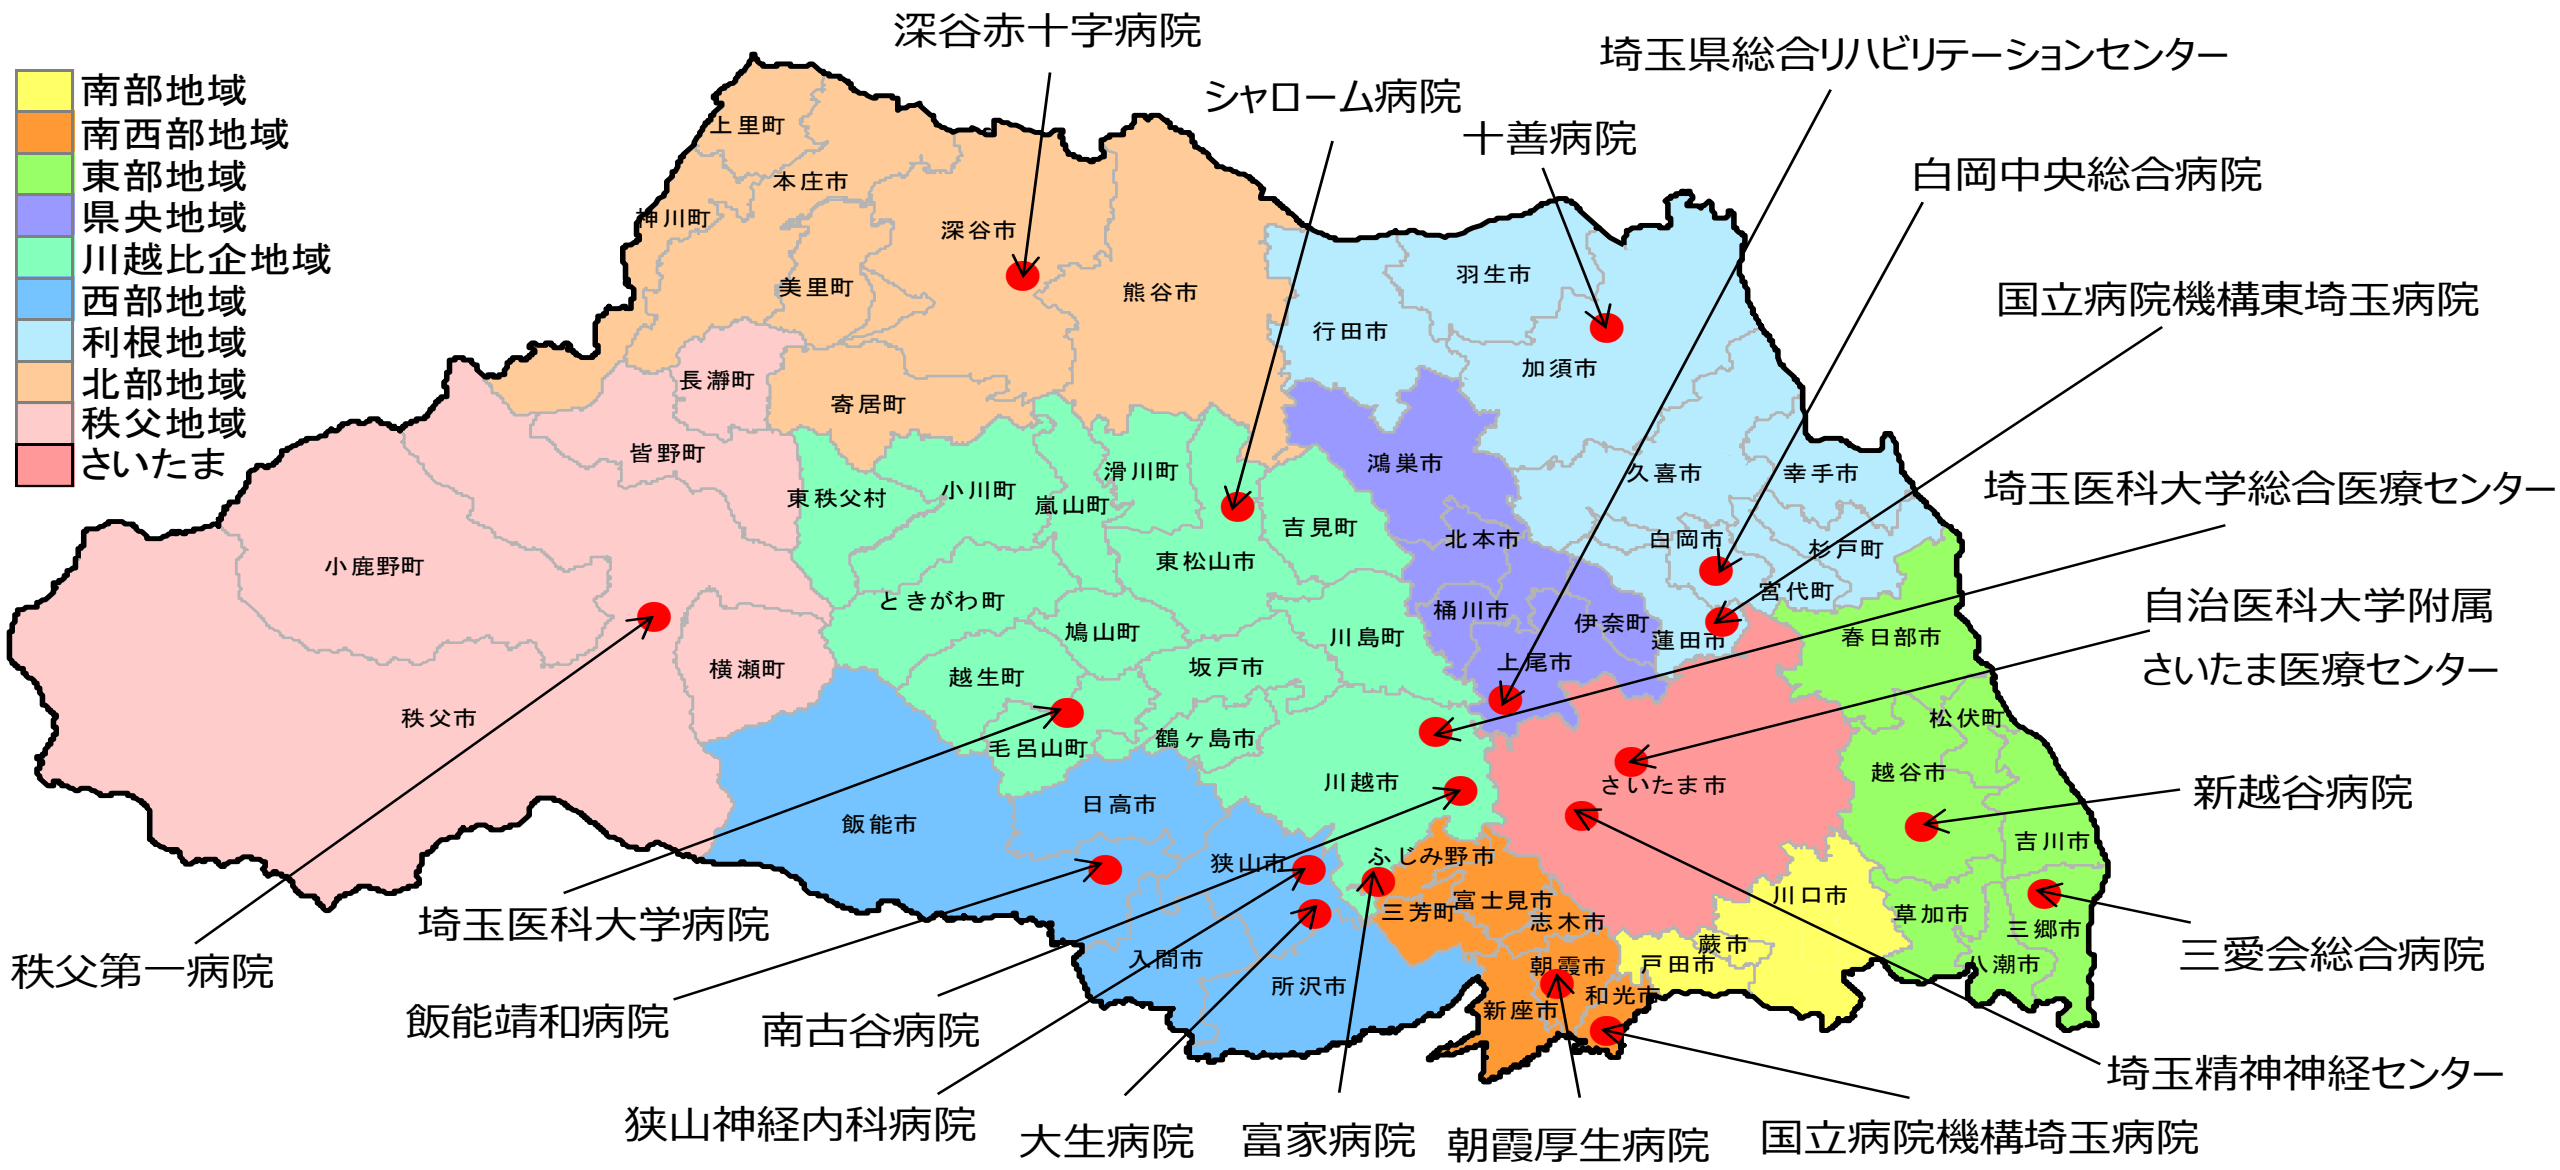 深谷赤十字病院
埼玉県総合リハビリテーションセンター
シャローム病院
十善病院
白岡中央総合病院
国立病院機構東埼玉病院
埼玉医科大学総合医療センター
自治医科大学附属
さいたま医療センター
新越谷病院
三愛会総合病院
埼玉精神神経センター
国立病院機構埼玉病院
朝霞厚生病院
富家病院
大生病院
狭山神経内科病院
南古谷病院
飯能靖和病院
埼玉医科大学病院
秩父第一病院
南部地域
南西部地域
東部地域
県央地域
川越比企地域
西部地域
利根地域
北部地域
秩父地域
さいたま
上里町
本庄市
神川町
深谷市
美里町
熊谷市
長瀞町
寄居町
皆野町
小鹿野町
秩父市
横瀬町
東秩父村
小川町
嵐山町
滑川町
吉見町
東松山市
ときがわ町
鳩山町
越生町
坂戸市
川島町
毛呂山町
鶴ヶ島市
川越市
羽生市
行田市
加須市
久喜市
幸手市
白岡市
杉戸町
宮代町
蓮田市
鴻巣市
北本市
桶川市
伊奈町
上尾市
春日部市
松伏町
越谷市
吉川市
草加市
三郷市
八潮市
さいたま市
川口市
蕨市
戸田市
飯能市
日高市
狭山市
入間市
所沢市
ふじみ野市
富士見市
三芳町
志木市
朝霞市
和光市
新座市